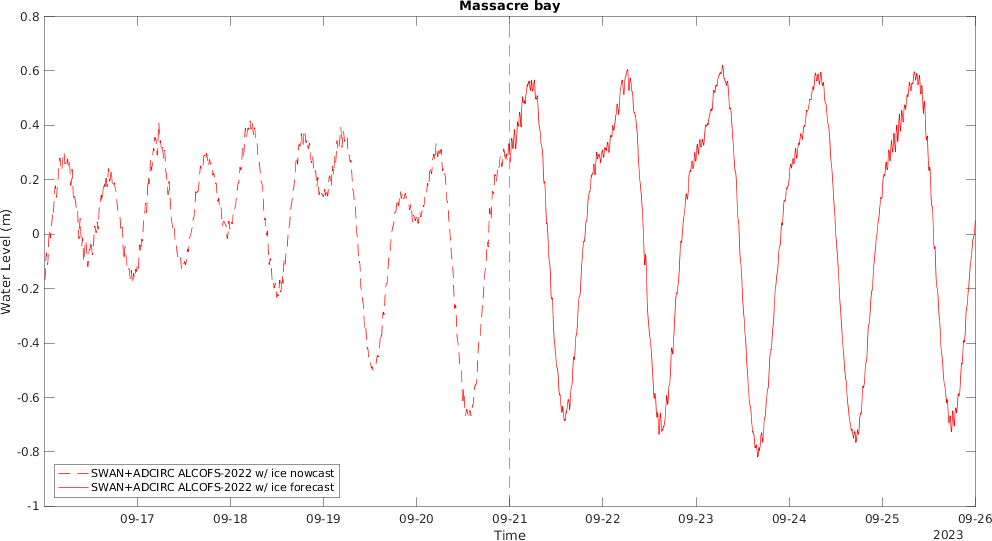 Massacre bay
0.8
0.6
0.4
0.2
0
-0.2
-0.4
-0.6
-0.8
-1
Water Level (m)
SWAN+ADCIRC ALCOFS-2022 w/ ice nowcast
SWAN+ADCIRC ALCOFS-2022 w/ ice forecast
09-17 09-18 09-19 09-20 09-21 09-22 09-23 09-24 09-25 09-26
Time
2023